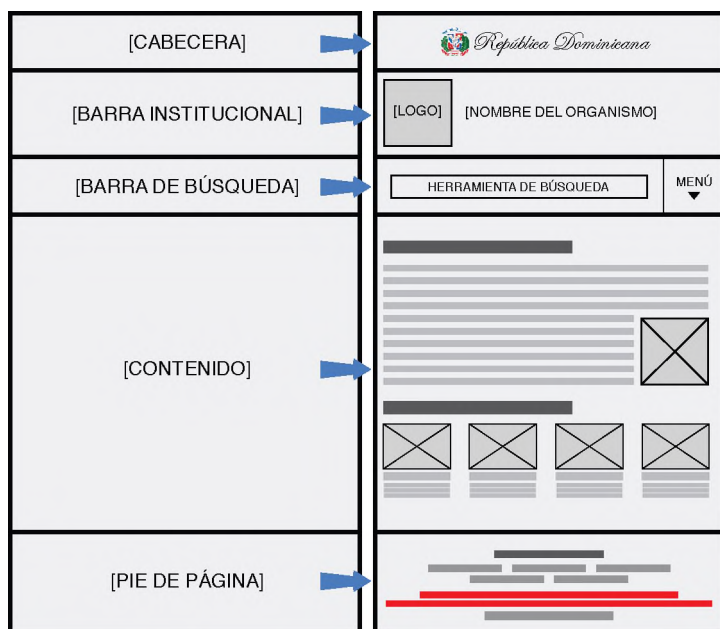 [CABECERA]
República Dominicana
[BARRA INSTITUCIONAL]
[LOGO]
[NOMBRE DEL ORGANISMO]
[BARRA DE BÚSQUEDA]
HERRAMIENTA DE BÚSQUEDA
MENÚ
[CONTENIDO]
[PIE DE PÁGINA]